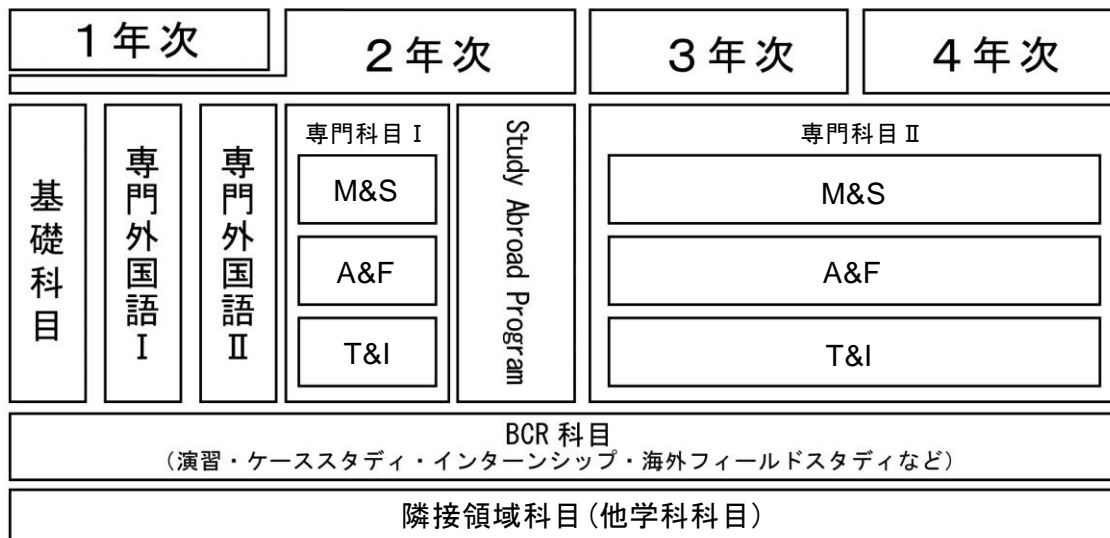 1年次
2年次
3年次
4年次
基礎科目
専門外国語Ⅰ
専門外国語Ⅱ
専門科目Ⅰ
M&S
A&F
T&I
Study Abroad Program
専門科目Ⅱ
M&S
A&F
T&I
BCR科目
(演習・ケーススタディ・インターンシップ・海外フィールドスタディなど)
隣接領域科目(他学科科目)